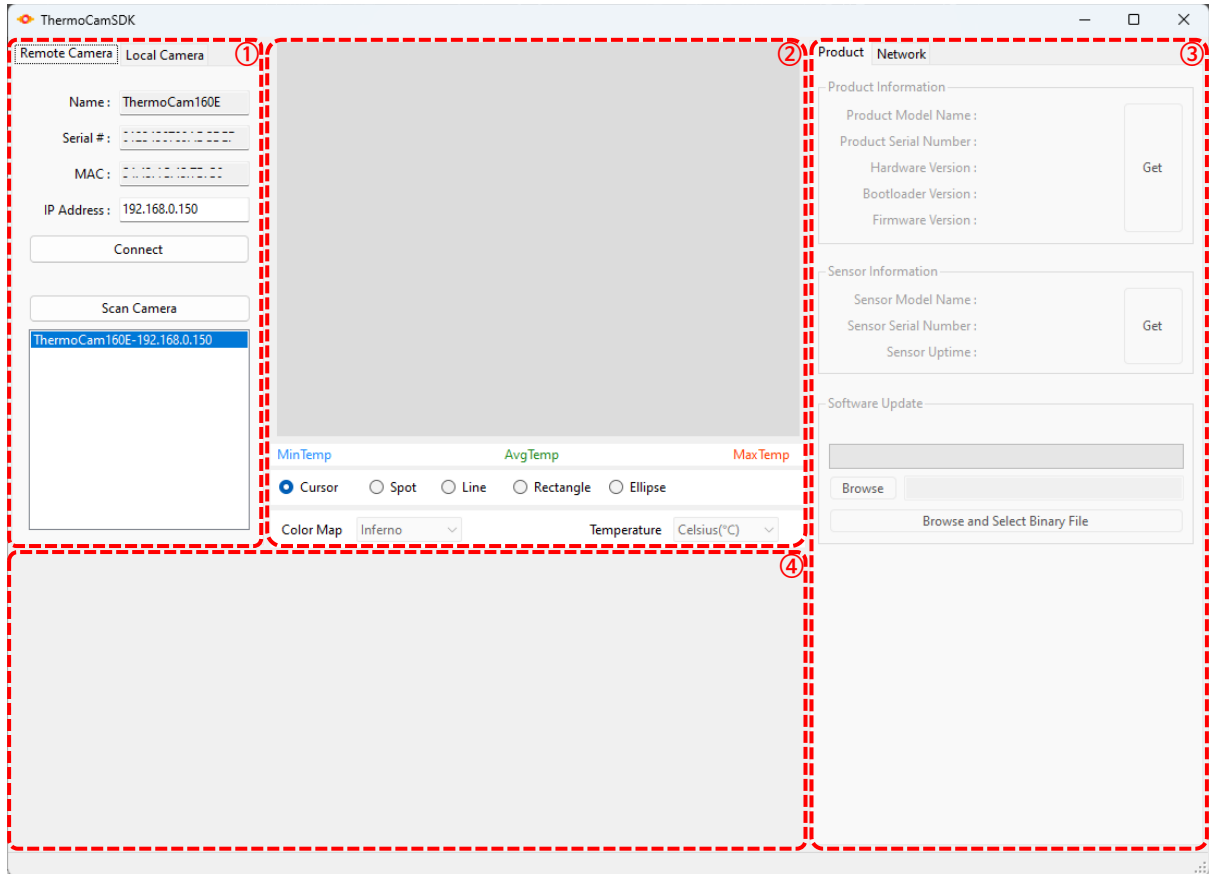 ThermoCamSDK
Remote Camera Local Camera ①
Name : ThermoCam160E
Serial # :
MAC :
IP Address : 192.168.0.150
Connect
Scan Camera
ThermoCam160E-192.168.0.150
②
MinTemp AvgTemp MaxTemp
Cursor Spot Line Rectangle Ellipse
Color Map Inferno Temperature Celsius(°C)
Product Network ③
Product Information
Product Model Name :
Product Serial Number :
Hardware Version :
Bootloader Version :
Firmware Version :
Get
Sensor Information
Sensor Model Name :
Sensor Serial Number :
Sensor Uptime :
Get
Software Update
Browse
Browse and Select Binary File
④